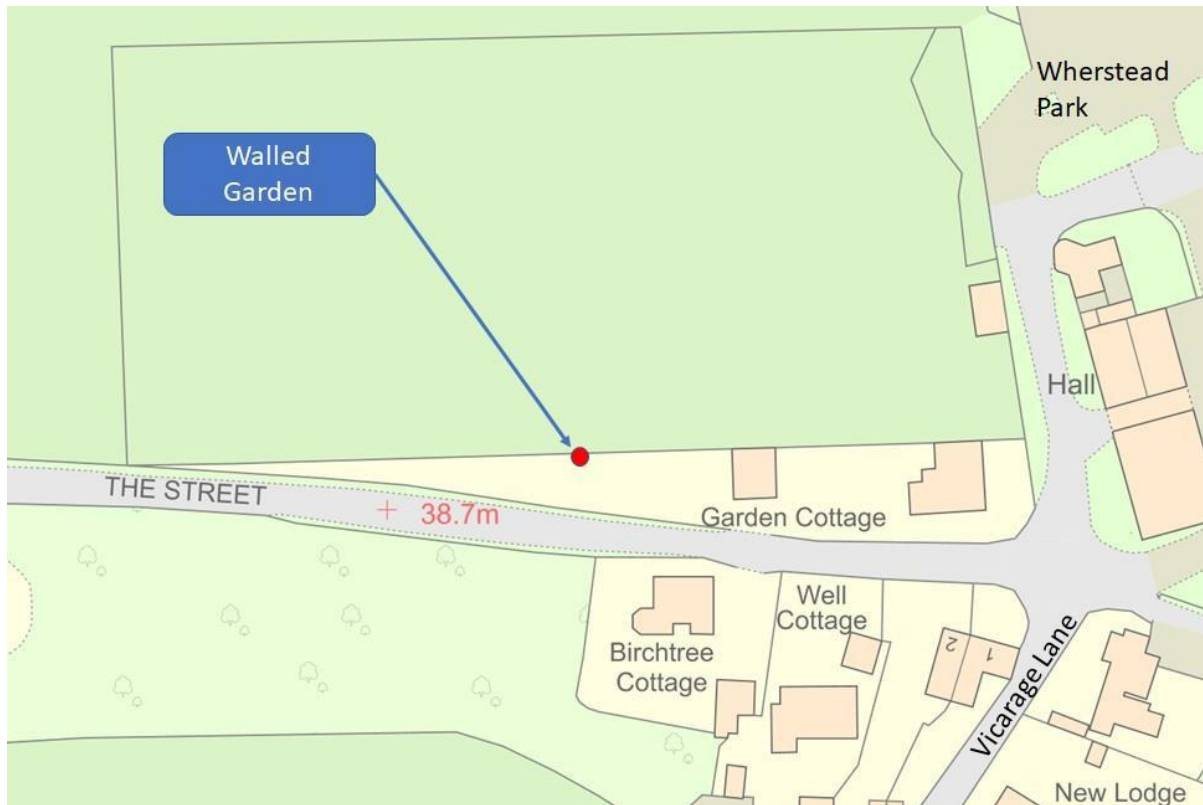 Wherstead
Park
Walled
Garden
Hall
THE STREET
38.7m
Garden Cottage
Well
Cottage
Birchtree
Cottage
2
1
Vicarage Lane
New Lodge